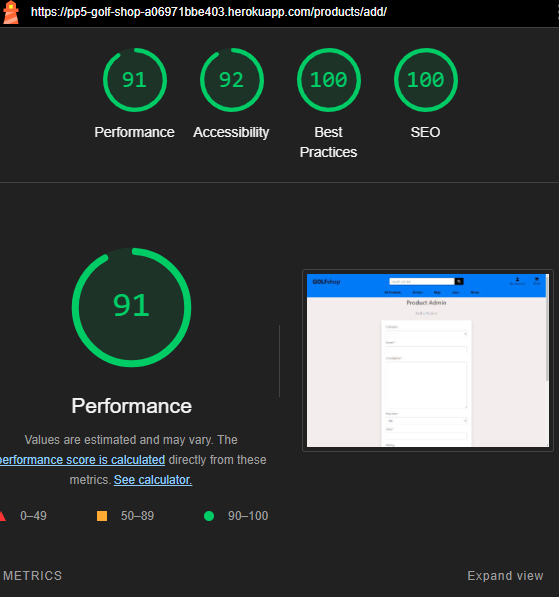 https://pp5-golf-shop-a06971bbe403.herokuapp.com/products/add/
91
92
100
100
Performance
Accessibility
Best
Practices
SEO
91
Performance
Values are estimated and may vary. The
performance score is calculated directly from these
metrics. See calculator.
0–49
50–89
90–100
METRICS
Expand view
GOLFshop
Product Admin
Add a Product